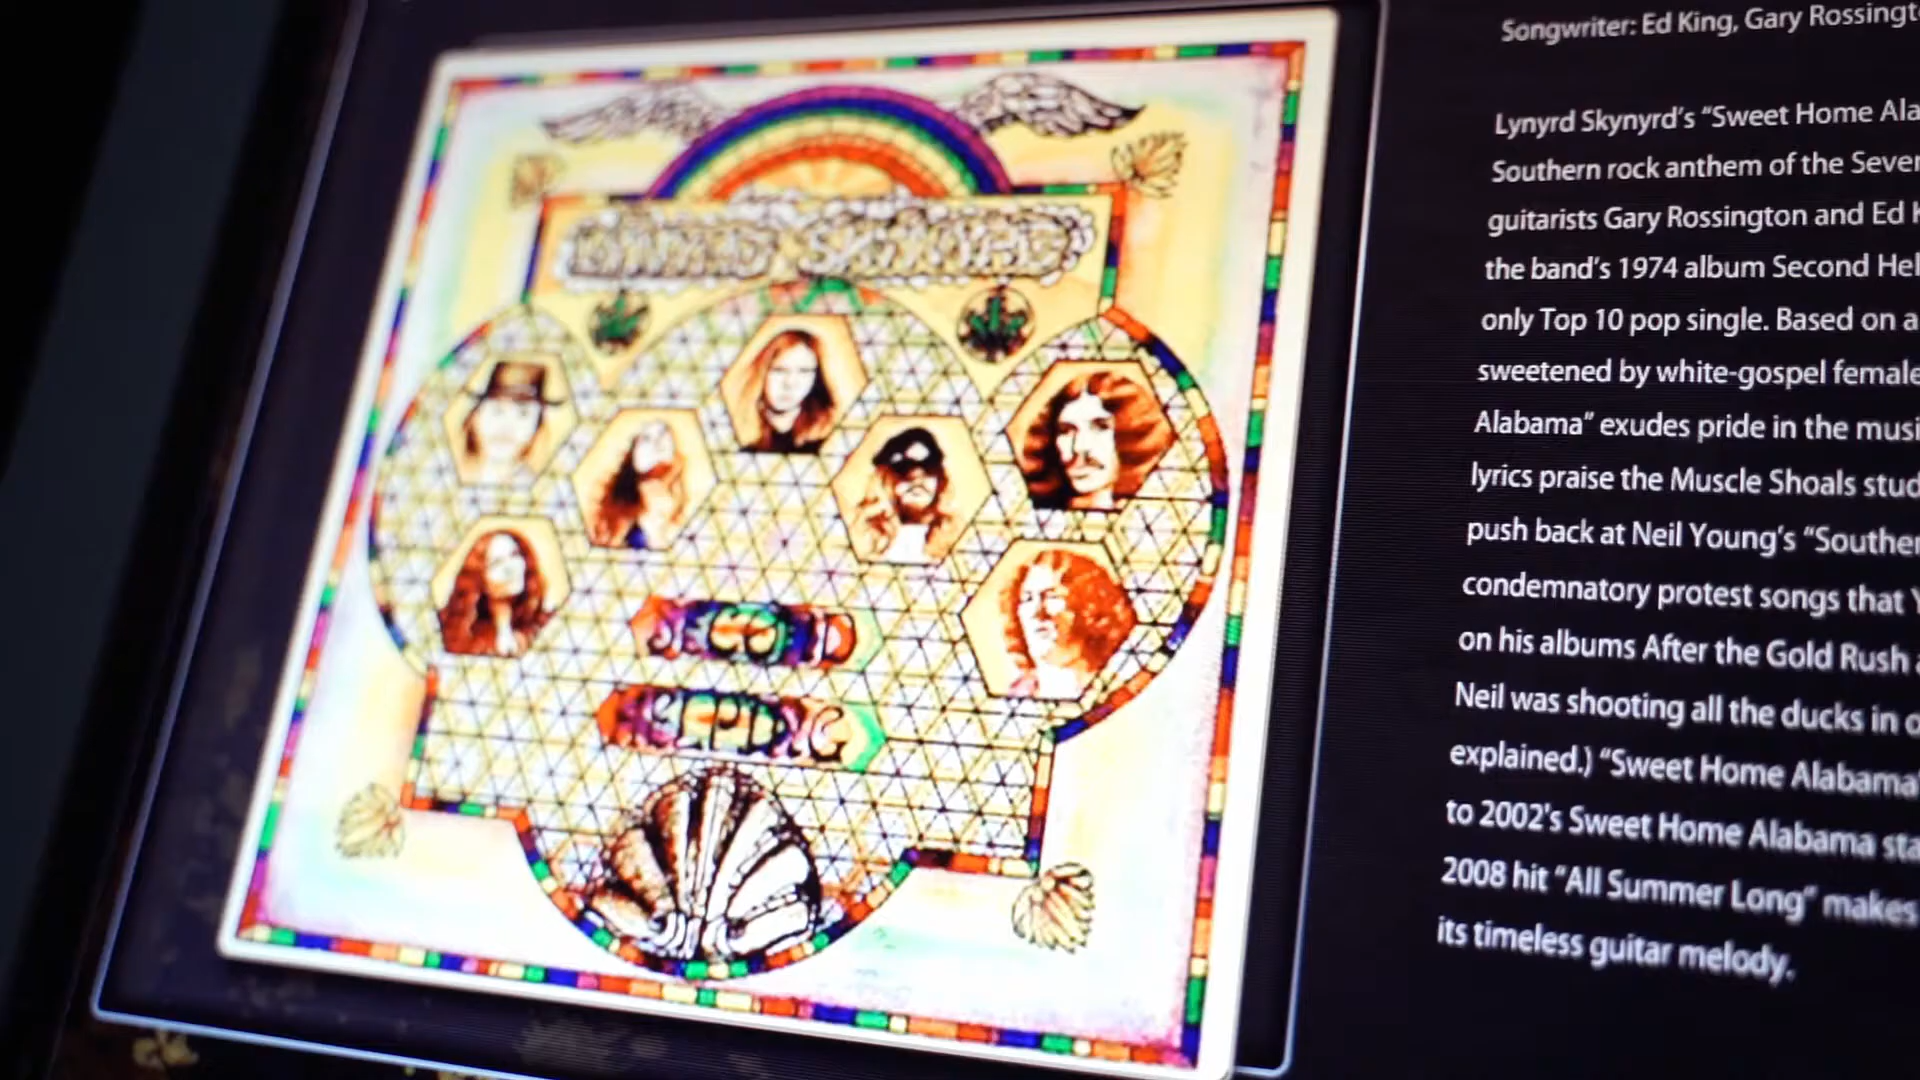 LYNYRD SKYNYRD
SECOND
HELPING
Songwriter: Ed King, Gary Rossingt
Lynyrd Skynyrd's “Sweet Home Ala
Southern rock anthem of the Seven
guitarists Gary Rossington and Ed K
the band's 1974 album Second Hel
only Top 10 pop single. Based on a
sweetened by white-gospel female
Alabama” exudes pride in the musi
lyrics praise the Muscle Shoals stud
push back at Neil Young's “Souther
condemnatory protest songs that Y
on his albums After the Gold Rush a
Neil was shooting all the ducks in o
explained.) “Sweet Home Alabama”
to 2002's Sweet Home Alabama sta
2008 hit “All Summer Long” makes
its timeless guitar melody.